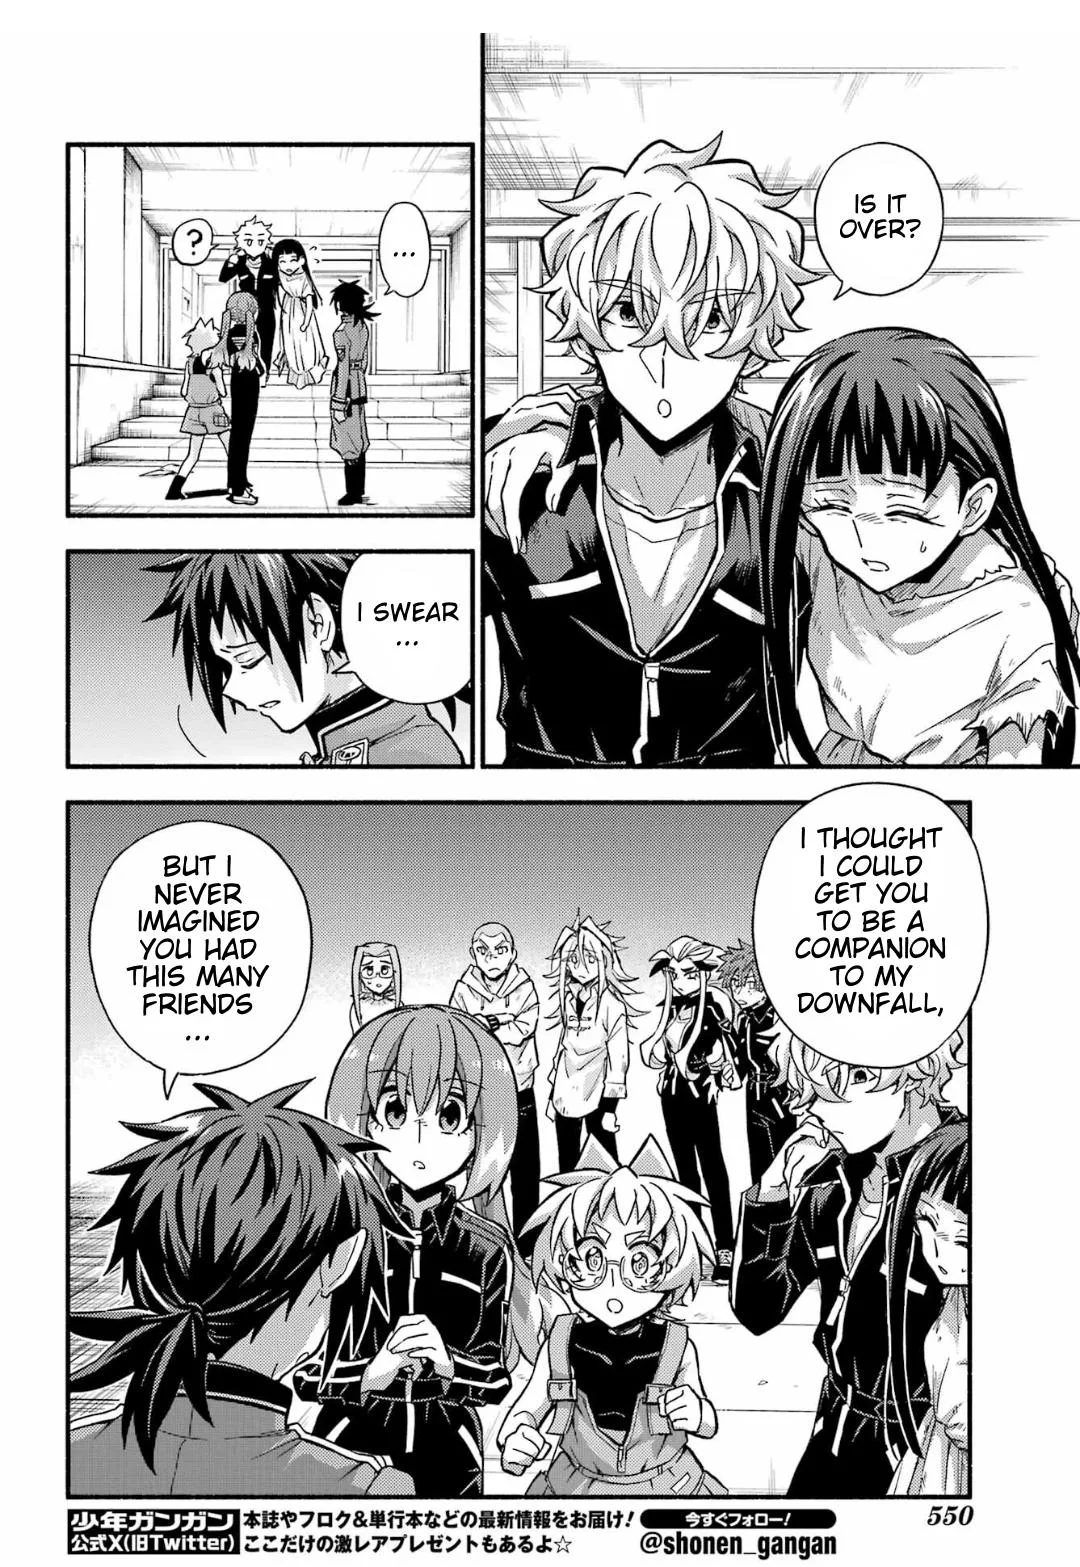 IS IT
OVER?
...
?
I SWEAR
...
I THOUGHT
I COULD
GET YOU
TO BE A
COMPANION
TO MY
DOWNFALL,
BUT I
NEVER
IMAGINED
YOU HAD
THIS MANY
FRIENDS
...
550
少年ガンガン
公式X(旧Twitter)
本誌やフロク&単行本などの最新情報をお届け!
ここだけの激レアプレゼントもあるよ☆
今すぐフォロー!
@shonen_gangan